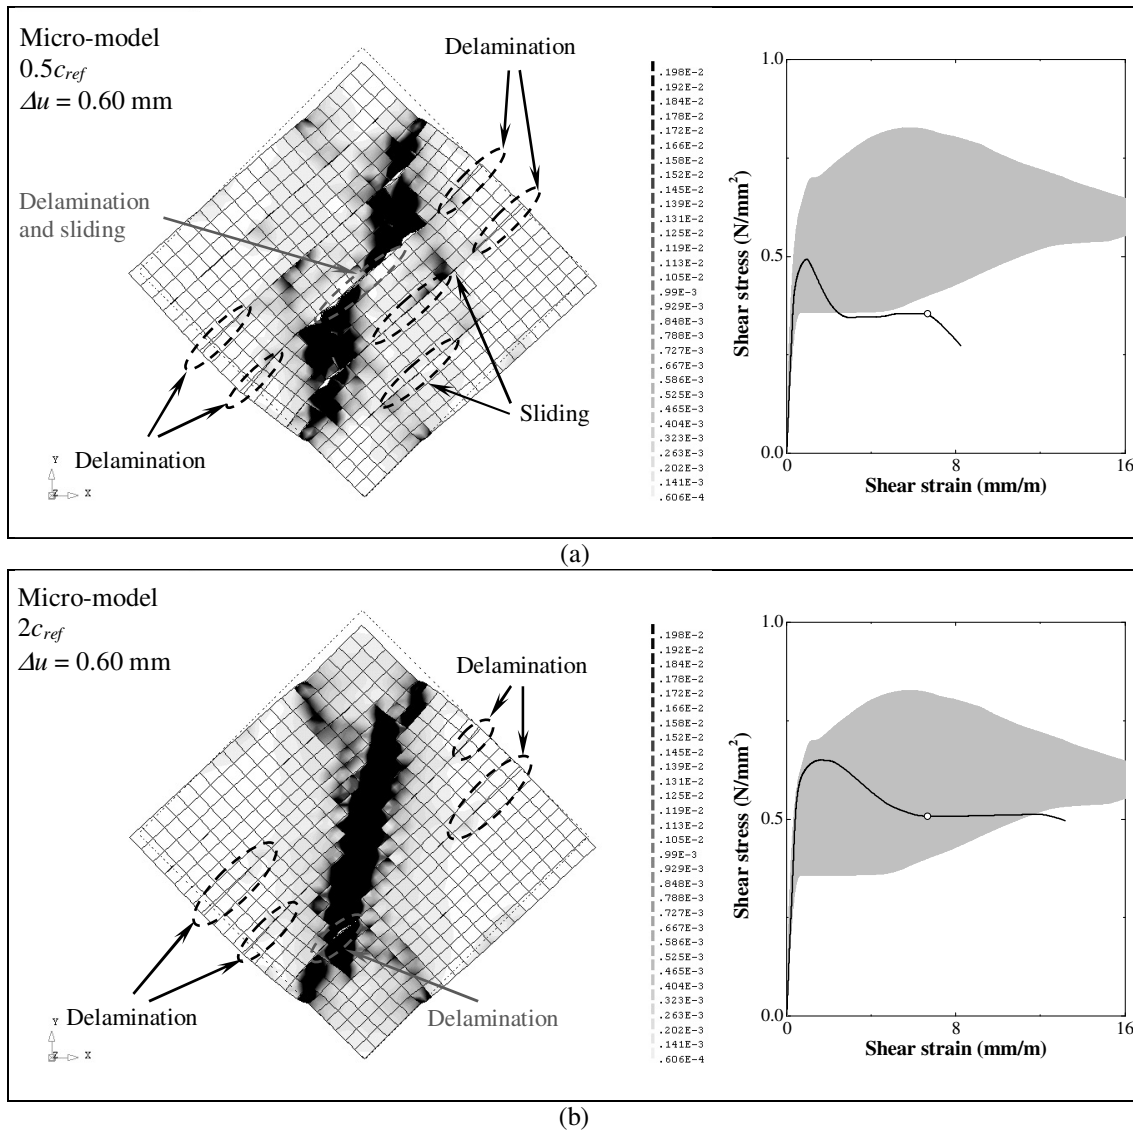 Micro-model
0.5cref
Δu = 0.60 mm
Delamination
Delamination
and sliding
Sliding
Delamination
Y
Z
X
.198E-2
.192E-2
.184E-2
.178E-2
.172E-2
.166E-2
.158E-2
.152E-2
.145E-2
.139E-2
.131E-2
.125E-2
.119E-2
.113E-2
.105E-2
.99E-3
.929E-3
.848E-3
.788E-3
.727E-3
.667E-3
.586E-3
.525E-3
.465E-3
.404E-3
.323E-3
.263E-3
.202E-3
.141E-3
.606E-4
1.0
0.5
0.0
Shear stress (N/mm2)
0
8
16
Shear strain (mm/m)
(a)
Micro-model
2cref
Δu = 0.60 mm
Delamination
Delamination
Delamination
Y
Z
X
.198E-2
.192E-2
.184E-2
.178E-2
.172E-2
.166E-2
.158E-2
.152E-2
.145E-2
.139E-2
.131E-2
.125E-2
.119E-2
.113E-2
.105E-2
.99E-3
.929E-3
.848E-3
.788E-3
.727E-3
.667E-3
.586E-3
.525E-3
.465E-3
.404E-3
.323E-3
.263E-3
.202E-3
.141E-3
.606E-4
1.0
0.5
0.0
Shear stress (N/mm2)
0
8
16
Shear strain (mm/m)
(b)